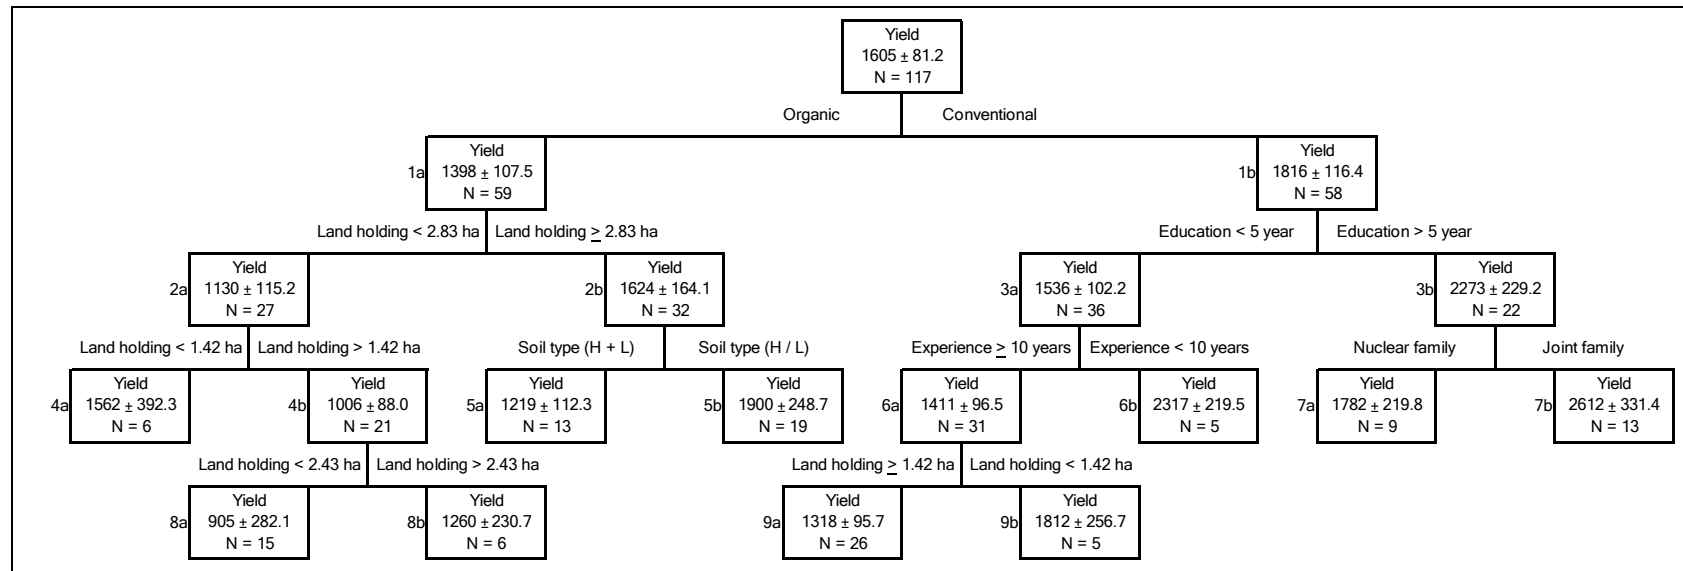 Yield
1605 ± 81.2
N = 117
Organic
Conventional
1a
Yield
1398 ± 107.5
N = 59
1b
Yield
1816 ± 116.4
N = 58
Land holding < 2.83 ha
Land holding ≥ 2.83 ha
Education < 5 year
Education > 5 year
2a
Yield
1130 ± 115.2
N = 27
2b
Yield
1624 ± 164.1
N = 32
3a
Yield
1536 ± 102.2
N = 36
3b
Yield
2273 ± 229.2
N = 22
Land holding < 1.42 ha
Land holding > 1.42 ha
Soil type (H + L)
Soil type (H / L)
Experience ≥ 10 years
Experience < 10 years
Nuclear family
Joint family
4a
Yield
1562 ± 392.3
N = 6
4b
Yield
1006 ± 88.0
N = 21
5a
Yield
1219 ± 112.3
N = 13
5b
Yield
1900 ± 248.7
N = 19
6a
Yield
1411 ± 96.5
N = 31
6b
Yield
2317 ± 219.5
N = 5
7a
Yield
1782 ± 219.8
N = 9
7b
Yield
2612 ± 331.4
N = 13
Land holding < 2.43 ha
Land holding > 2.43 ha
Land holding ≥ 1.42 ha
Land holding < 1.42 ha
8a
Yield
905 ± 282.1
N = 15
8b
Yield
1260 ± 230.7
N = 6
9a
Yield
1318 ± 95.7
N = 26
9b
Yield
1812 ± 256.7
N = 5